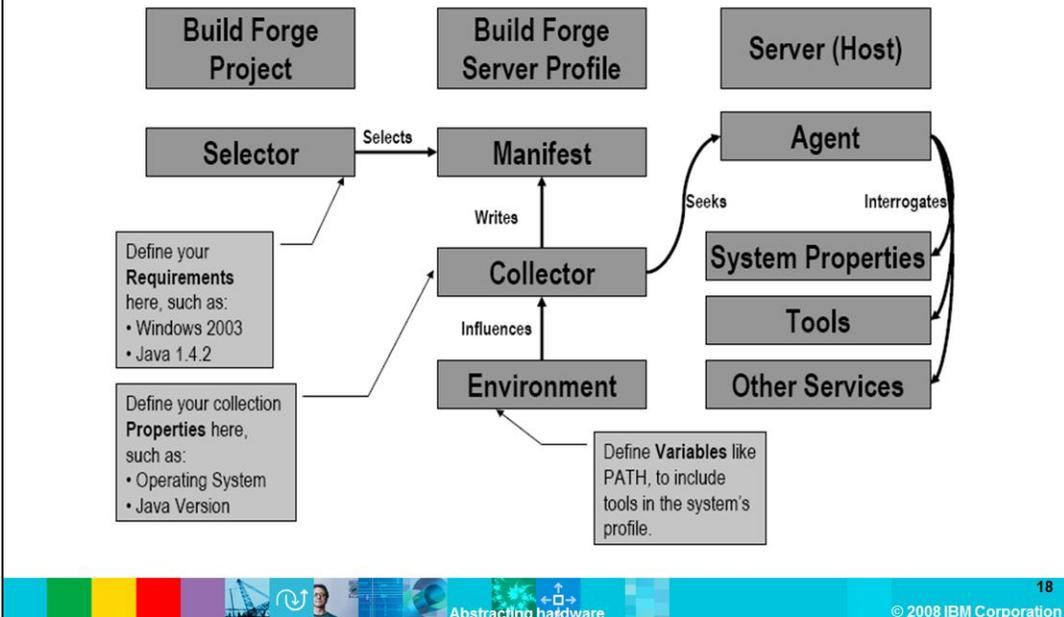 Build Forge
Project
Build Forge
Server Profile
Server (Host)
Selector
Selects
Manifest
Agent
Writes
Seeks
Interrogates
Define your
Requirements
here, such as:
• Windows 2003
• Java 1.4.2
Collector
System Properties
Influences
Tools
Environment
Other Services
Define your collection
Properties here,
such as:
• Operating System
• Java Version
Define Variables like
PATH, to include
tools in the system's
profile.
18
Abstracting hardware
© 2008 IBM Corporation